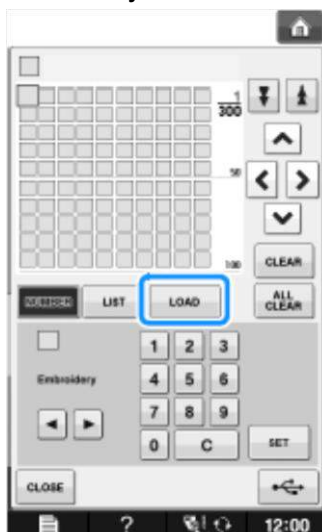 1
300
50
100
CLEAR
NUMBER LIST LOAD ALL CLEAR
1 2 3
Embroidery 4 5 6
7 8 9
0 C SET
CLOSE
? 12:00